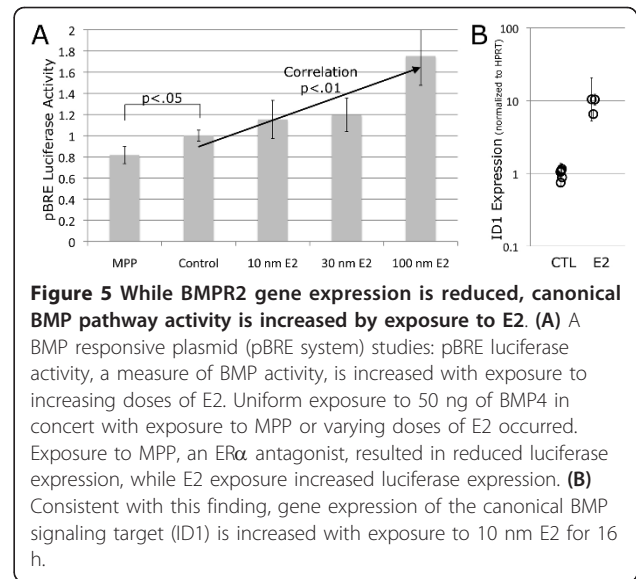 A
B
2
1.8
1.6
1.4
1.2
1
0.8
0.6
0.4
0.2
0
pBRE Luciferase Activity
p<.05
Correlation
p<.01
MPP Control 10 nm E2 30 nm E2 100 nm E2
ID1 Expression (normalized to HPRT)
100
10
1
0.1
CTL E2
Figure 5 While BMPR2 gene expression is reduced, canonical
BMP pathway activity is increased by exposure to E2. (A) A
BMP responsive plasmid (pBRE system) studies: pBRE luciferase
activity, a measure of BMP activity, is increased with exposure to
increasing doses of E2. Uniform exposure to 50 ng of BMP4 in
concert with exposure to MPP or varying doses of E2 occurred.
Exposure to MPP, an ERα antagonist, resulted in reduced luciferase
expression, while E2 exposure increased luciferase expression. (B)
Consistent with this finding, gene expression of the canonical BMP
signaling target (ID1) is increased with exposure to 10 nm E2 for 16
h.